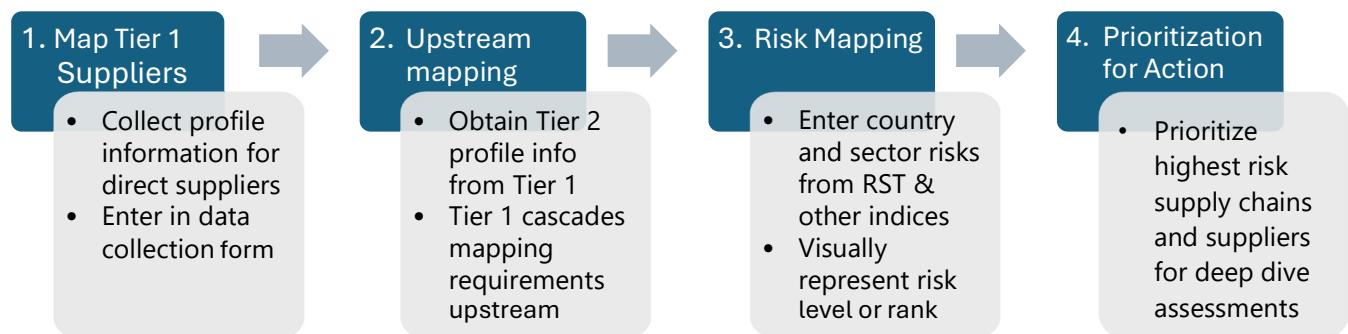 1. Map Tier 1
Suppliers
• Collect profile
information for
direct suppliers
• Enter in data
collection form
2. Upstream
mapping
• Obtain Tier 2
profile info
from Tier 1
• Tier 1 cascades
mapping
requirements
upstream
3. Risk Mapping
• Enter country
and sector risks
from RST &
other indices
• Visually
represent risk
level or rank
4. Prioritization
for Action
• Prioritize
highest risk
supply chains
and suppliers
for deep dive
assessments